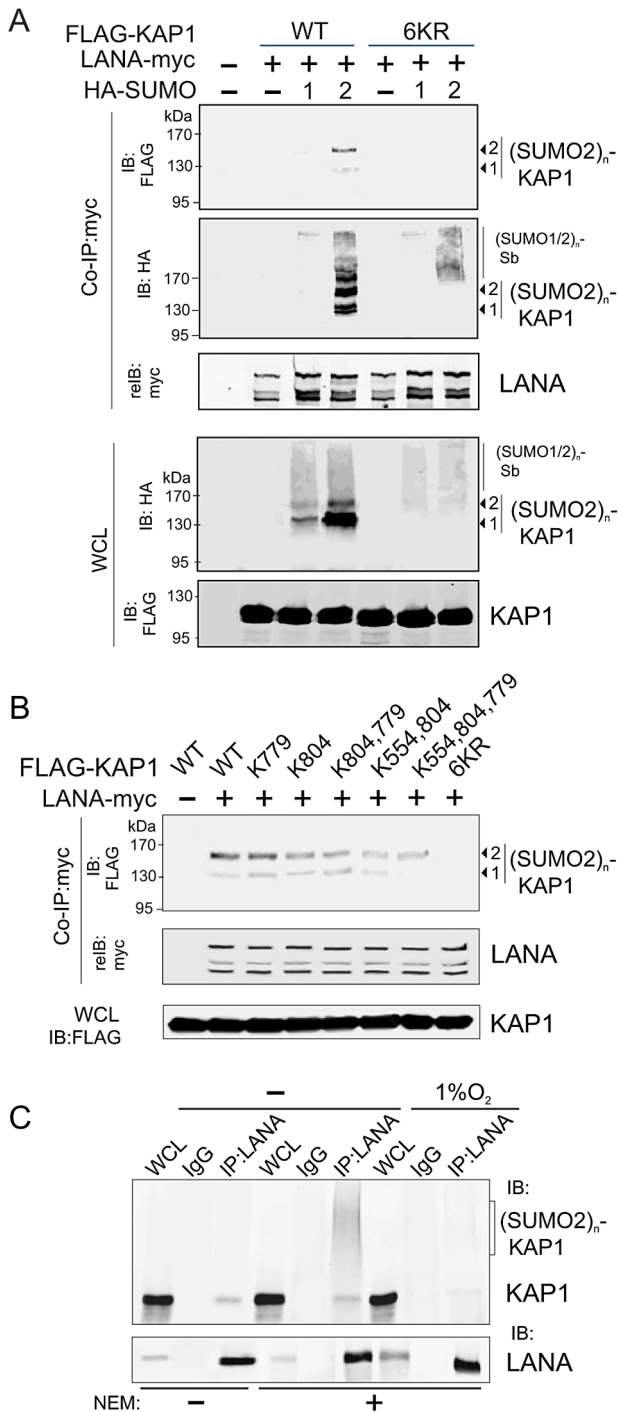 A
FLAG-KAP1 WT 6KR
LANA-myc – + + + + + +
HA-SUMO – – 1 2 – 1 2
kDa
Co-IP:myc
IB: FLAG
170
130
95
2
1
(SUMO2)n-
KAP1
IB: HA
170
130
95
(SUMO1/2)n-
Sb
2
1
(SUMO2)n-
KAP1
reIB: myc
LANA
WCL
kDa
IB: HA
170
130
95
(SUMO1/2)n-
Sb
2
1
(SUMO2)n-
KAP1
IB: FLAG
130
95
KAP1
B
FLAG-KAP1 WT WT K779 K804 K804,779 K554,804 K554,804,779 6KR
LANA-myc – + + + + + + +
kDa
Co-IP:myc
IB: FLAG
170
130
95
2
1
(SUMO2)n-
KAP1
reIB: myc
LANA
WCL
IB:FLAG
KAP1
C
– 1%O2
WCL IgG IP:LANA WCL IgG IP:LANA WCL IgG IP:LANA
IB:
(SUMO2)n-
KAP1
KAP1
IB:
LANA
NEM: – +